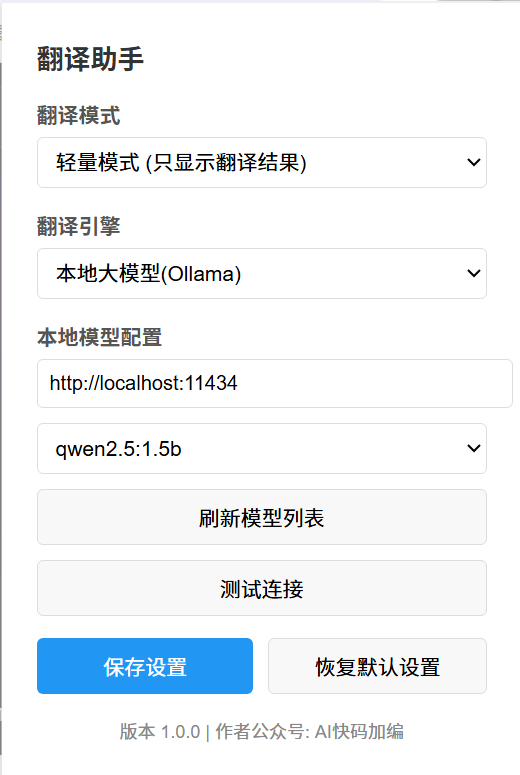 翻译助手
翻译模式
轻量模式 (只显示翻译结果)
翻译引擎
本地大模型(Ollama)
本地模型配置
http://localhost:11434
qwen2.5:1.5b
刷新模型列表
测试连接
保存设置 恢复默认设置
版本 1.0.0 | 作者公众号: AI快码加编